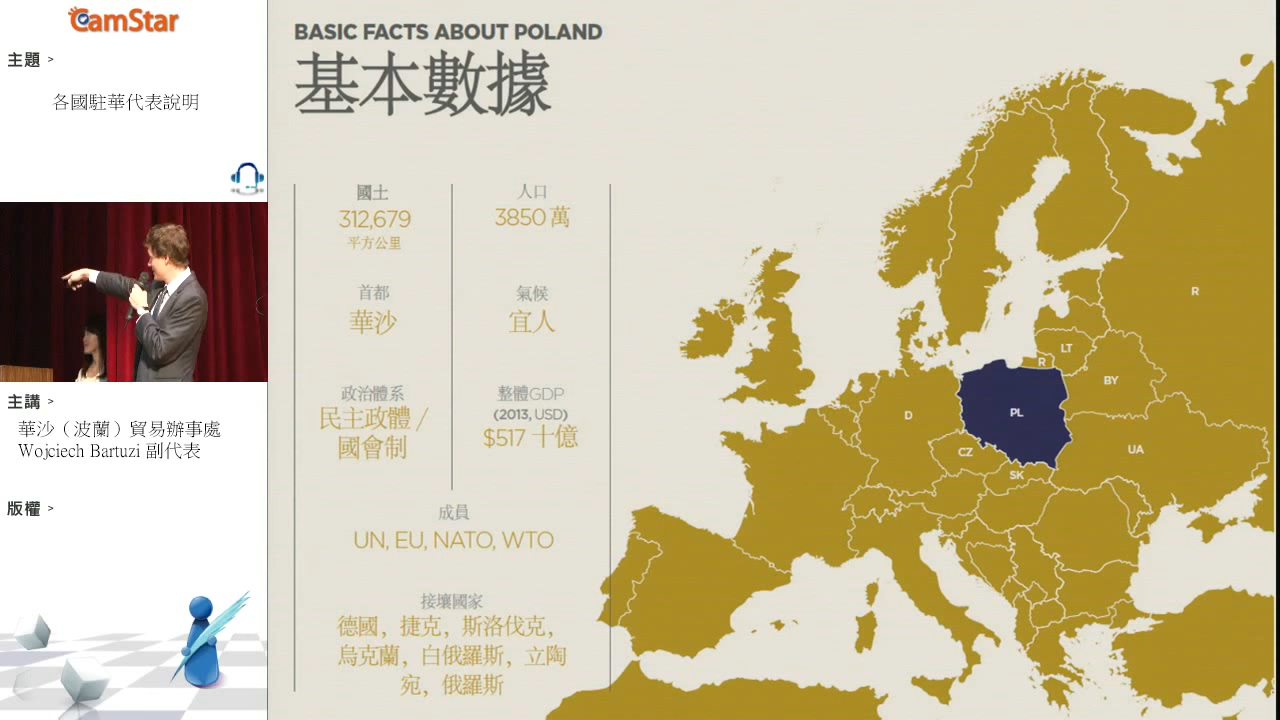 CamStar
主題 >
各國駐華代表說明
主講 >
華沙（波蘭）貿易辦事處
Wojciech Bartuzi 副代表
版權 >
BASIC FACTS ABOUT POLAND
基本數據
國土
312,679
平方公里
人口
3850 萬
首都
華沙
氣候
宜人
政治體系
民主政體 /
國會制
整體GDP
(2013, USD)
$517 十億
成員
UN, EU, NATO, WTO
接壤國家
德國，捷克，斯洛伐克，
烏克蘭，白俄羅斯，立陶
宛，俄羅斯
R
LT
R
BY
PL
D
CZ
UA
SK